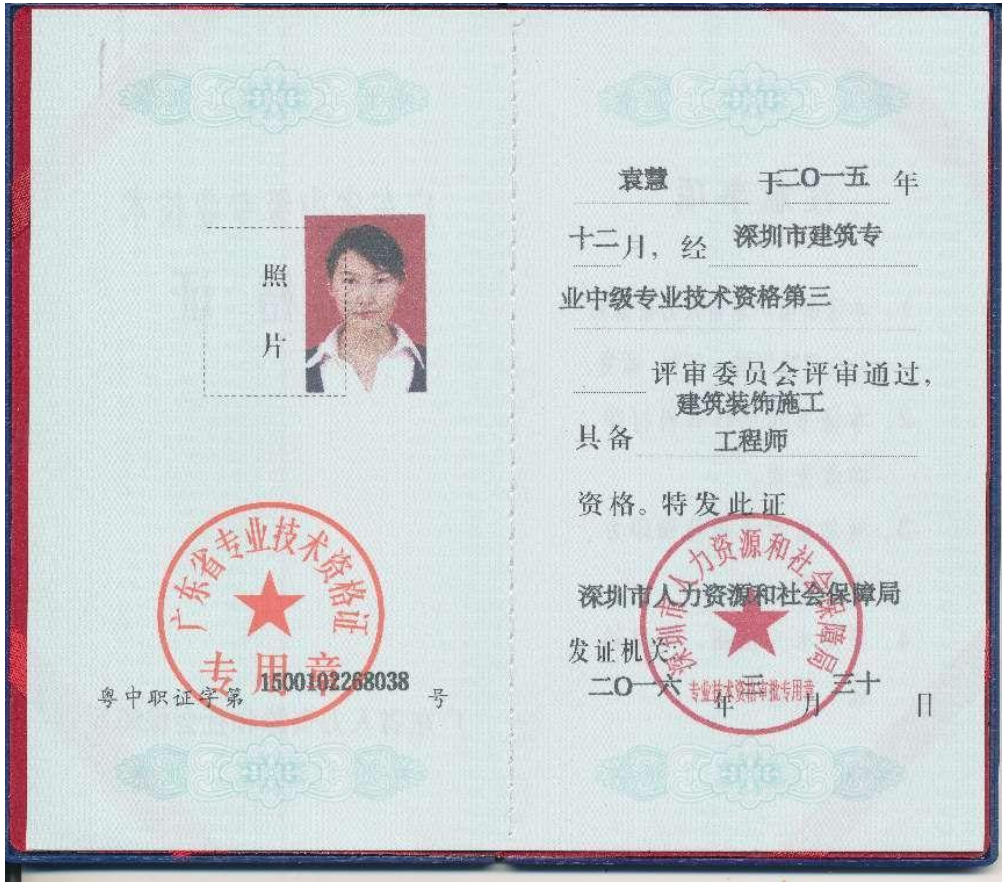 照
片
广东省专业技术资格证
专用章
粤中职证字第 1500102268038 号
袁慧 于二〇一五 年
十二月，经 深圳市建筑专
业中级专业技术资格第三
评审委员会评审通过，
建筑装饰施工
具备 工程师
资格。特发此证
深圳市人力资源和社会保障局
深圳市人力资源和社会保障局
发证机关：
专业技术资格审批专用章
二〇一六 年 三 月 三十 日